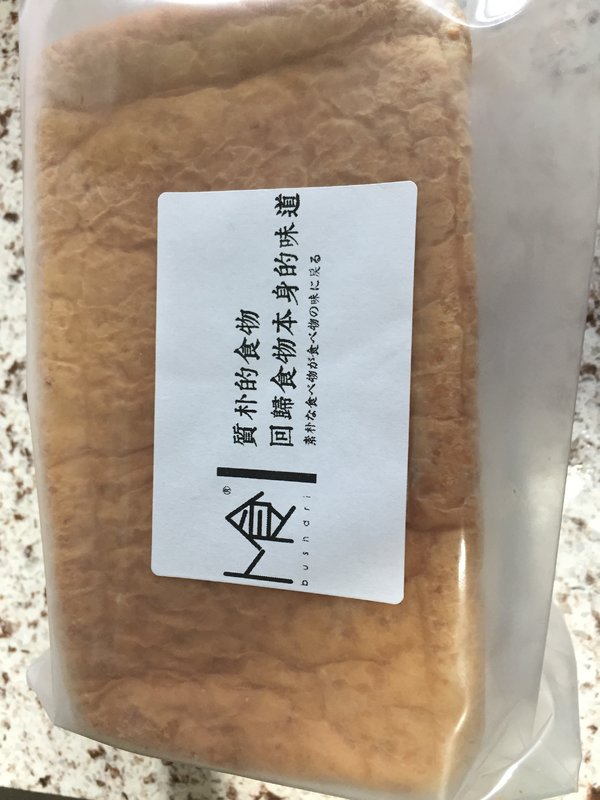 質朴的食物
回歸食物本身的味道
素朴な食べ物が食べ物の味に戻る
卜食
®
bushari